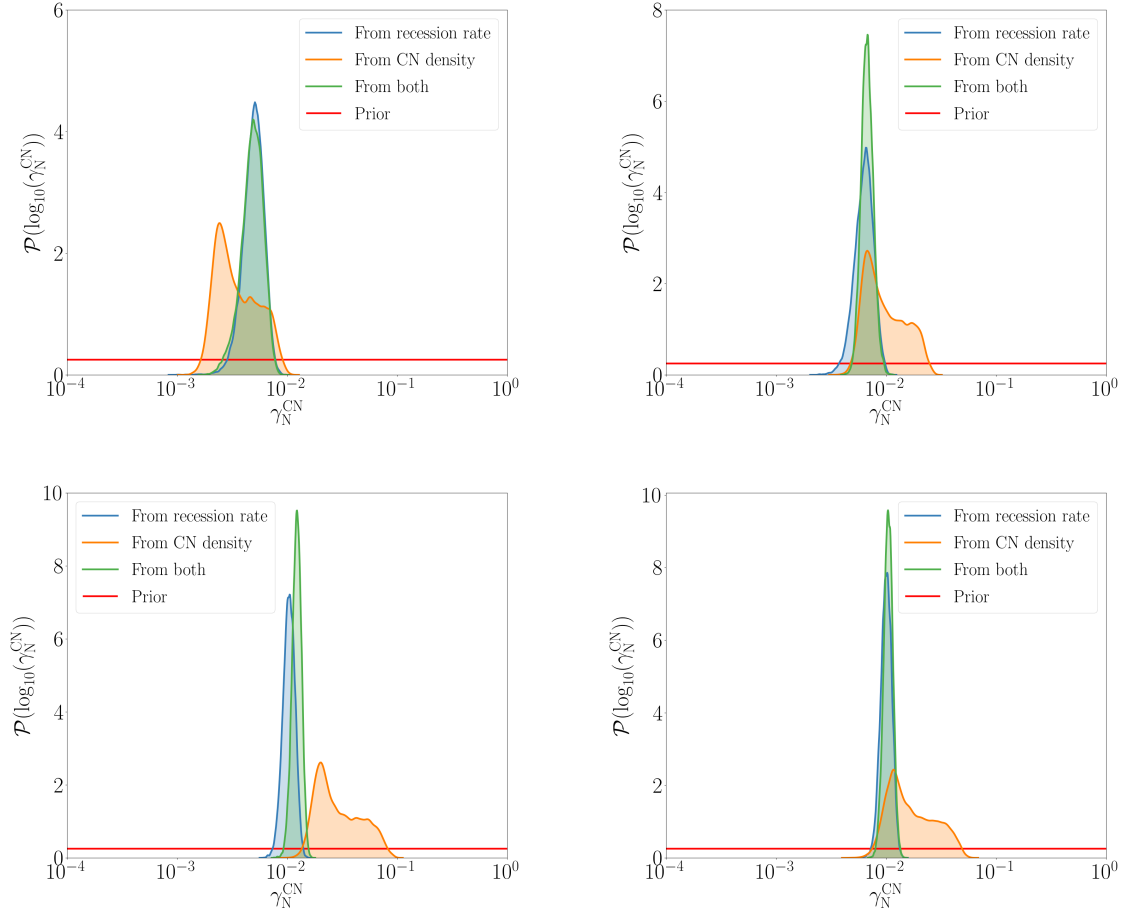 6
4
2
0
P(log₁₀(γ_N^CN))
From recession rate
From CN density
From both
Prior
10⁻⁴ 10⁻³ 10⁻² 10⁻¹ 10⁰
γ_N^CN
8
6
4
2
0
P(log₁₀(γ_N^CN))
From recession rate
From CN density
From both
Prior
10⁻⁴ 10⁻³ 10⁻² 10⁻¹ 10⁰
γ_N^CN
10
8
6
4
2
0
P(log₁₀(γ_N^CN))
From recession rate
From CN density
From both
Prior
10⁻⁴ 10⁻³ 10⁻² 10⁻¹ 10⁰
γ_N^CN
10
8
6
4
2
0
P(log₁₀(γ_N^CN))
From recession rate
From CN density
From both
Prior
10⁻⁴ 10⁻³ 10⁻² 10⁻¹ 10⁰
γ_N^CN